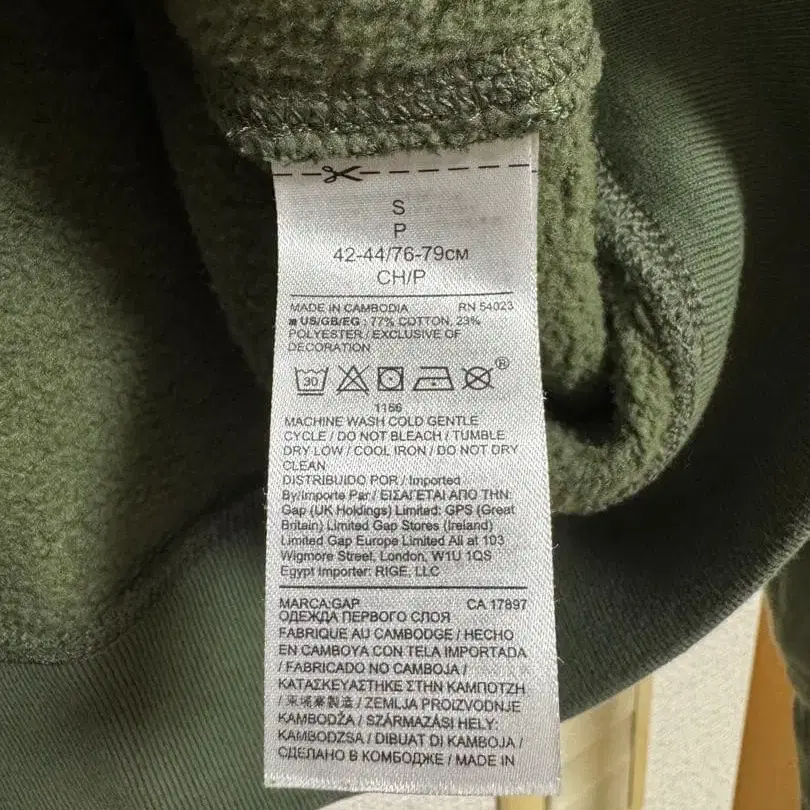 S
P
42-44/76-79см
CH/P
MADE IN CAMBODIA RN 54023
US/GB/EG : 77% COTTON, 23%
POLYESTER / EXCLUSIVE OF
DECORATION
30
®
1156
MACHINE WASH COLD GENTLE
CYCLE / DO NOT BLEACH / TUMBLE
DRY LOW / COOL IRON / DO NOT DRY
CLEAN
DISTRIBUIDO POR / Imported
By/Importe Par / ΕΙΣΑΓΕΤΑΙ ΑΠΟ ΤΗΝ:
Gap (UK Holdings) Limited: GPS (Great
Britain) Limited Gap Stores (Ireland)
Limited Gap Europe Limited All at 103
Wigmore Street, London, W1U 1QS
Egypt Importer: RIGE, LLC
MARCA:GAP CA 17897
ОДЕЖДА ПЕРВОГО СЛОЯ
FABRIQUE AU CAMBODGE / HECHO
EN CAMBOYA CON TELA IMPORTADA
/ FABRICADO NO CAMBOJA /
ΚΑΤΑΣΚΕΥΑΣΤΗΚΕ ΣΤΗΝ ΚΑΜΠΟΤΖΗ
/ 柬埔寨製造 / ZEMLJA PROIZVODNJE
KAMBODŽA / SZÁRMAZÁSI HELY:
KAMBODZSA / DIBUAT DI KAMBOJA /
СДЕЛАНО В КОМБОДЖЕ / MADE IN